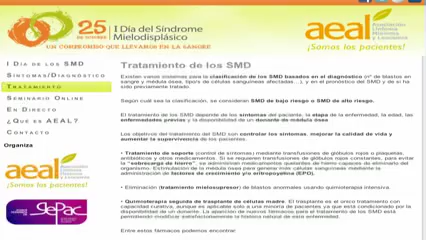 25
DE OCTUBRE
I Día del Síndrome
Mielodisplásico
UN COMPROMISO QUE LLEVAMOS EN LA SANGRE
aeal
Asociación
Linfoma
Mieloma y
Leucemia
¡Somos los pacientes!
I Día de los SMD
Síntomas/Diagnóstico
Tratamiento
Seminario Online
En Directo
¿Que es AEAL?
Contacto
Organiza
aeal
¡Somos los pacientes!
gepac
Tratamiento de los SMD
Existen varios sistemas para la clasificación de los SMD basados en el diagnóstico (nº de blastos en
sangre y médula ósea, tipo/s de células sanguíneas afectadas ...), y en el pronóstico del SMD y de si ha
sido previamente tratado.
Según cuál sea la clasificación, se consideran SMD de bajo riesgo o SMD de alto riesgo.
El tratamiento de los SMD depende de los síntomas del paciente, la etapa de la enfermedad, la edad, las
enfermedades previas y la disponibilidad de un donante de médula ósea
Los objetivos del tratamiento del SMD son controlar los síntomas, mejorar la calidad de vida y
aumentar la supervivencia de los pacientes.
• Tratamiento de soporte (control de síntomas) mediante transfusiones de glóbulos rojos o plaquetas,
antibióticos y otros medicamentos. Si se requieren transfusiones de glóbulos rojos constantes, para evitar
la "sobrecarga de hierro", se administran medicamentos quelantes de hierro capaces de eliminarlo del
organismo. Estimulación de la médula ósea para generar más células sanguíneas mediante la
administración de factores de crecimiento y/o eritropoyetina (EPO).
• Eliminación (tratamiento mielosupresor) de blastos anormales usando quimioterapia intensiva.
• Quimioterapia seguida de trasplante de células madre. El trasplante es el único tratamiento con
capacidad curativa, aunque es aplicable solo a una minoría de pacientes ya que está condicionado por la
disponibilidad de un donante. La aparición de nuevos fármacos para el tratamiento de los SMD está
permitiendo modificar satisfactoriamente la historia natural de esta enfermedad.
Entre estos fármacos podemos encontrar: